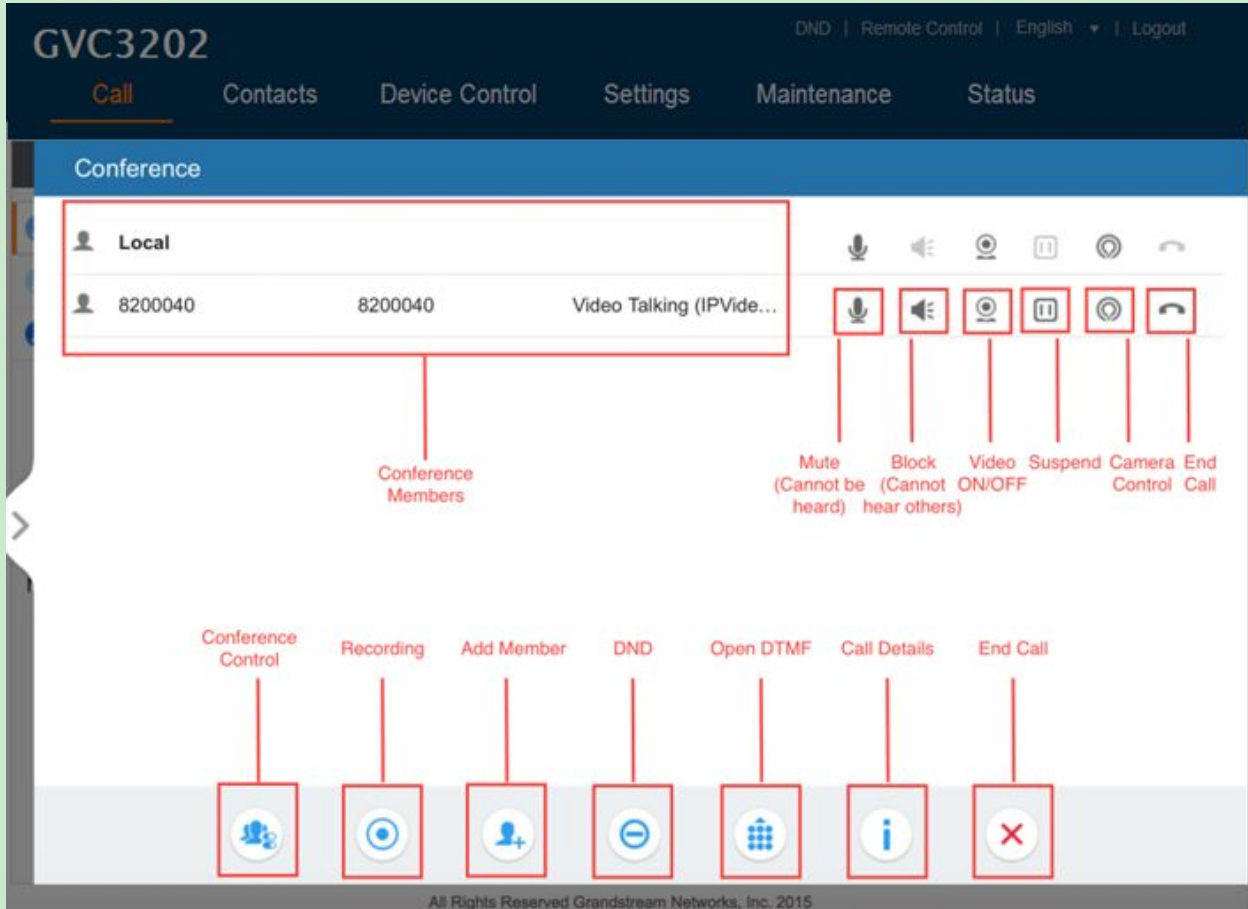 GVC3202
DND | Remote Control | English | Logout
Call Contacts Device Control Settings Maintenance Status
Conference
Local
8200040 8200040 Video Talking (IPVide...
Conference
Members
Mute
(Cannot be
heard)
Block
(Cannot
hear others)
Video
ON/OFF
Suspend
Camera
Control
End
Call
Conference
Control
Recording
Add Member
DND
Open DTMF
Call Details
End Call
All Rights Reserved Grandstream Networks, Inc. 2015